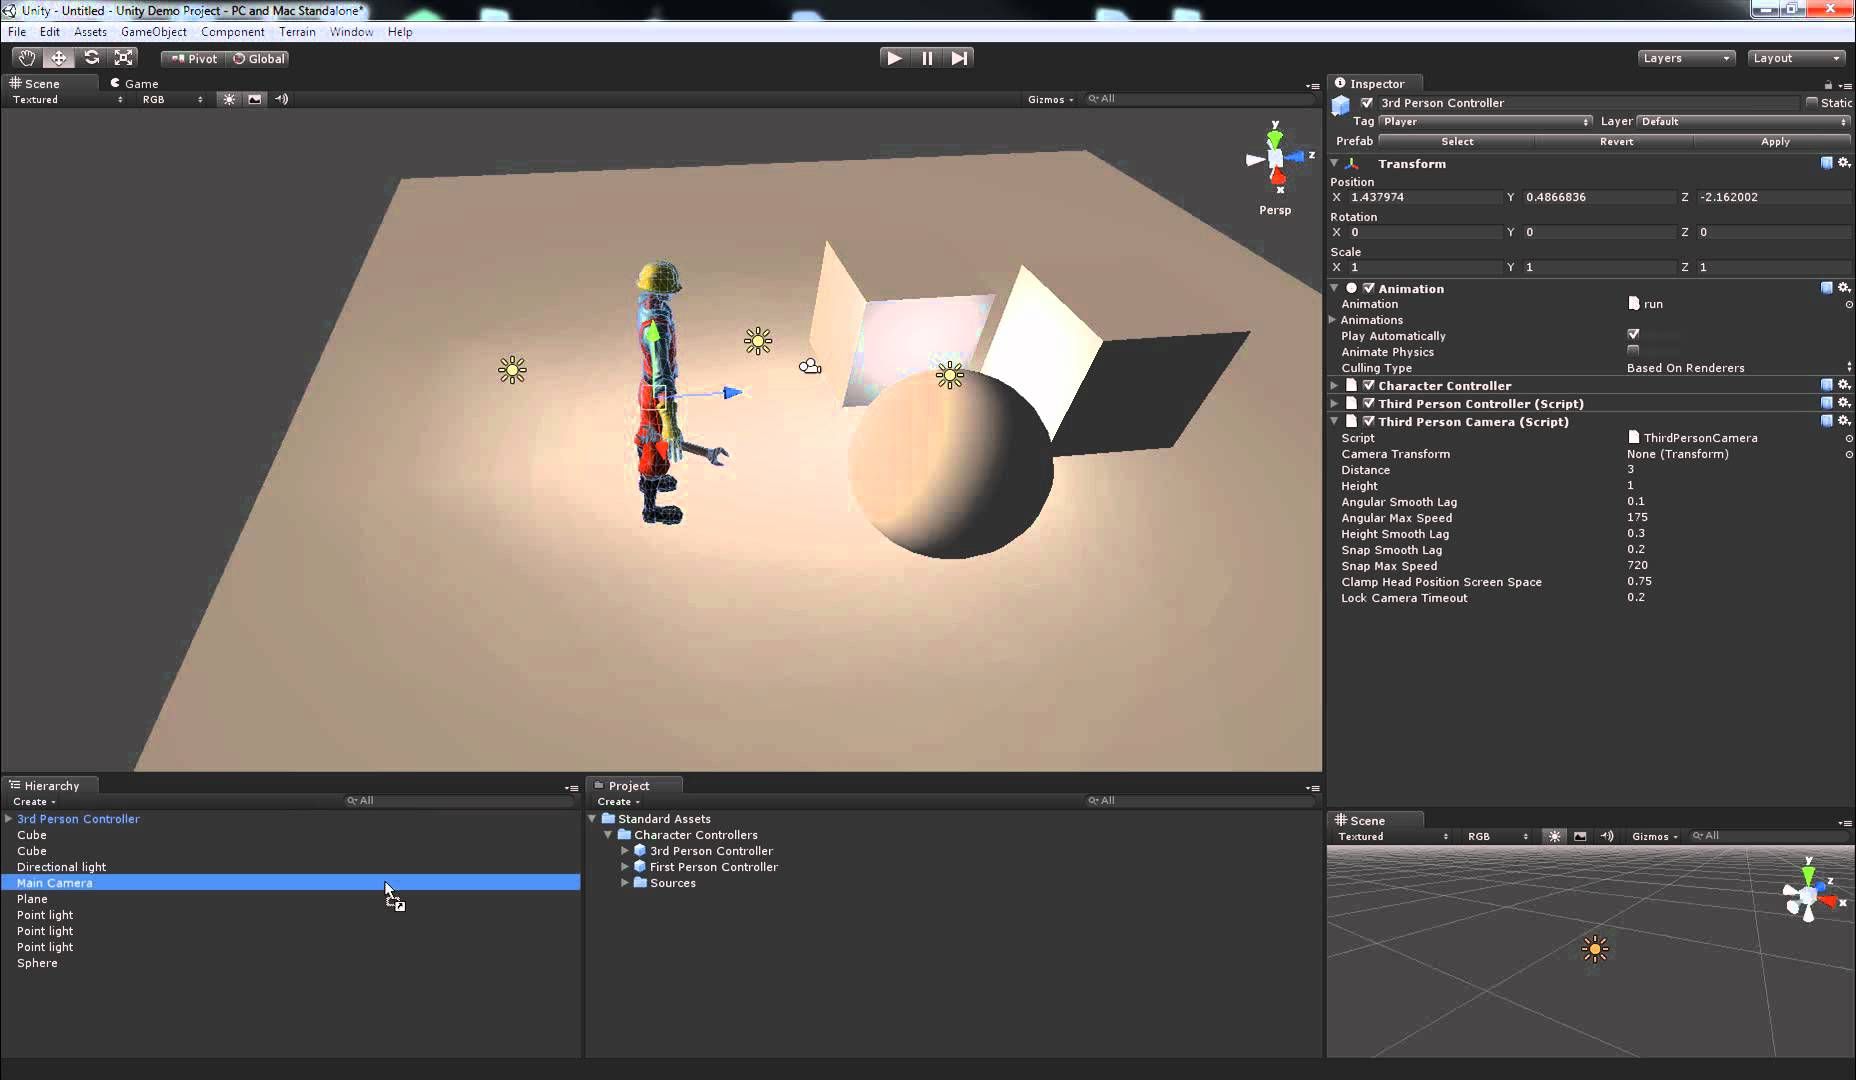 Unity - Untitled - Unity Demo Project - PC and Mac Standalone*
File Edit Assets GameObject Component Terrain Window Help
Pivot Global Layers Layout
Scene Game
Textured RGB Gizmos All
y
z
x
Persp
Inspector
3rd Person Controller Static
Tag Player Layer Default
Prefab Select Revert Apply
Transform
Position
X 1.437974 Y 0.4866836 Z -2.162002
Rotation
X 0 Y 0 Z 0
Scale
X 1 Y 1 Z 1
Animation
Animation run
Animations
Play Automatically
Animate Physics
Culling Type Based On Renderers
Character Controller
Third Person Controller (Script)
Third Person Camera (Script)
Script ThirdPersonCamera
Camera Transform None (Transform)
Distance 3
Height 1
Angular Smooth Lag 0.1
Angular Max Speed 175
Height Smooth Lag 0.3
Snap Smooth Lag 0.2
Snap Max Speed 720
Clamp Head Position Screen Space 0.75
Lock Camera Timeout 0.2
Hierarchy
Create All
3rd Person Controller
Cube
Cube
Directional light
Main Camera
Plane
Point light
Point light
Point light
Sphere
Project
Create All
Standard Assets
Character Controllers
3rd Person Controller
First Person Controller
Sources
Scene
Textured RGB Gizmos All
y
z
x